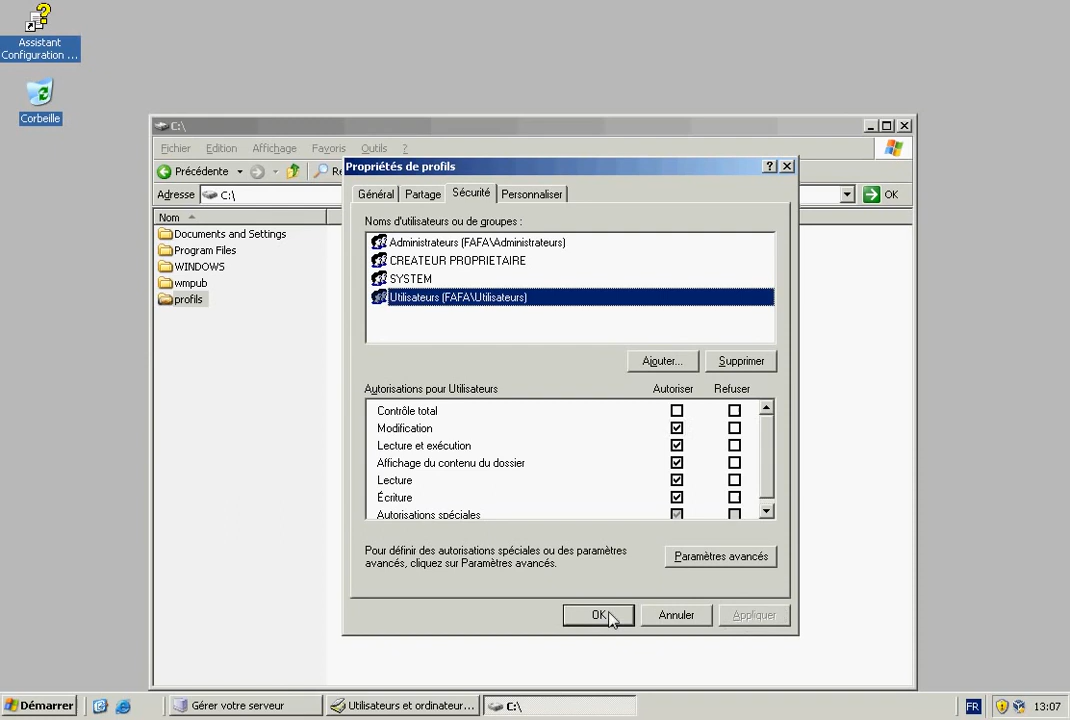 Assistant
Configuration ...
Corbeille
C:\
Fichier Edition Affichage Favoris Outils ?
Précédente
Adresse C:\ OK
Nom
Documents and Settings
Program Files
WINDOWS
wmpub
profils
Propriétés de profils
Général Partage Sécurité Personnaliser
Noms d'utilisateurs ou de groupes :
Administrateurs (FAFA\Administrateurs)
CREATEUR PROPRIETAIRE
SYSTEM
Utilisateurs (FAFA\Utilisateurs)
Ajouter... Supprimer
Autorisations pour Utilisateurs Autoriser Refuser
Contrôle total
Modification
Lecture et exécution
Affichage du contenu du dossier
Lecture
Écriture
Autorisations spéciales
Pour définir des autorisations spéciales ou des paramètres
avancés, cliquez sur Paramètres avancés.
Paramètres avancés
OK Annuler Appliquer
Démarrer Gérer votre serveur Utilisateurs et ordinateur... C:\ FR 13:07